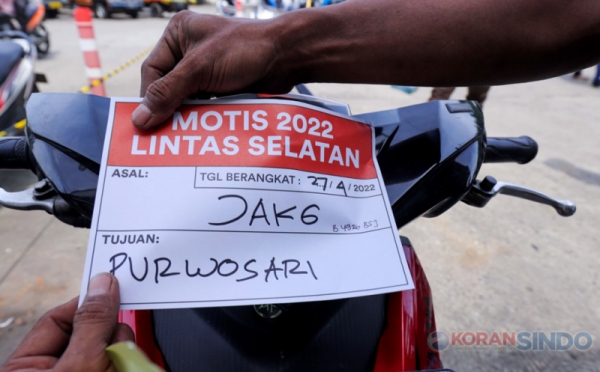 MOTIS 2022
LINTAS SELATAN
ASAL:
TGL BERANGKAT : 27/4/2022
JAKG
TUJUAN:
PURWOSARI
KORANSINDO